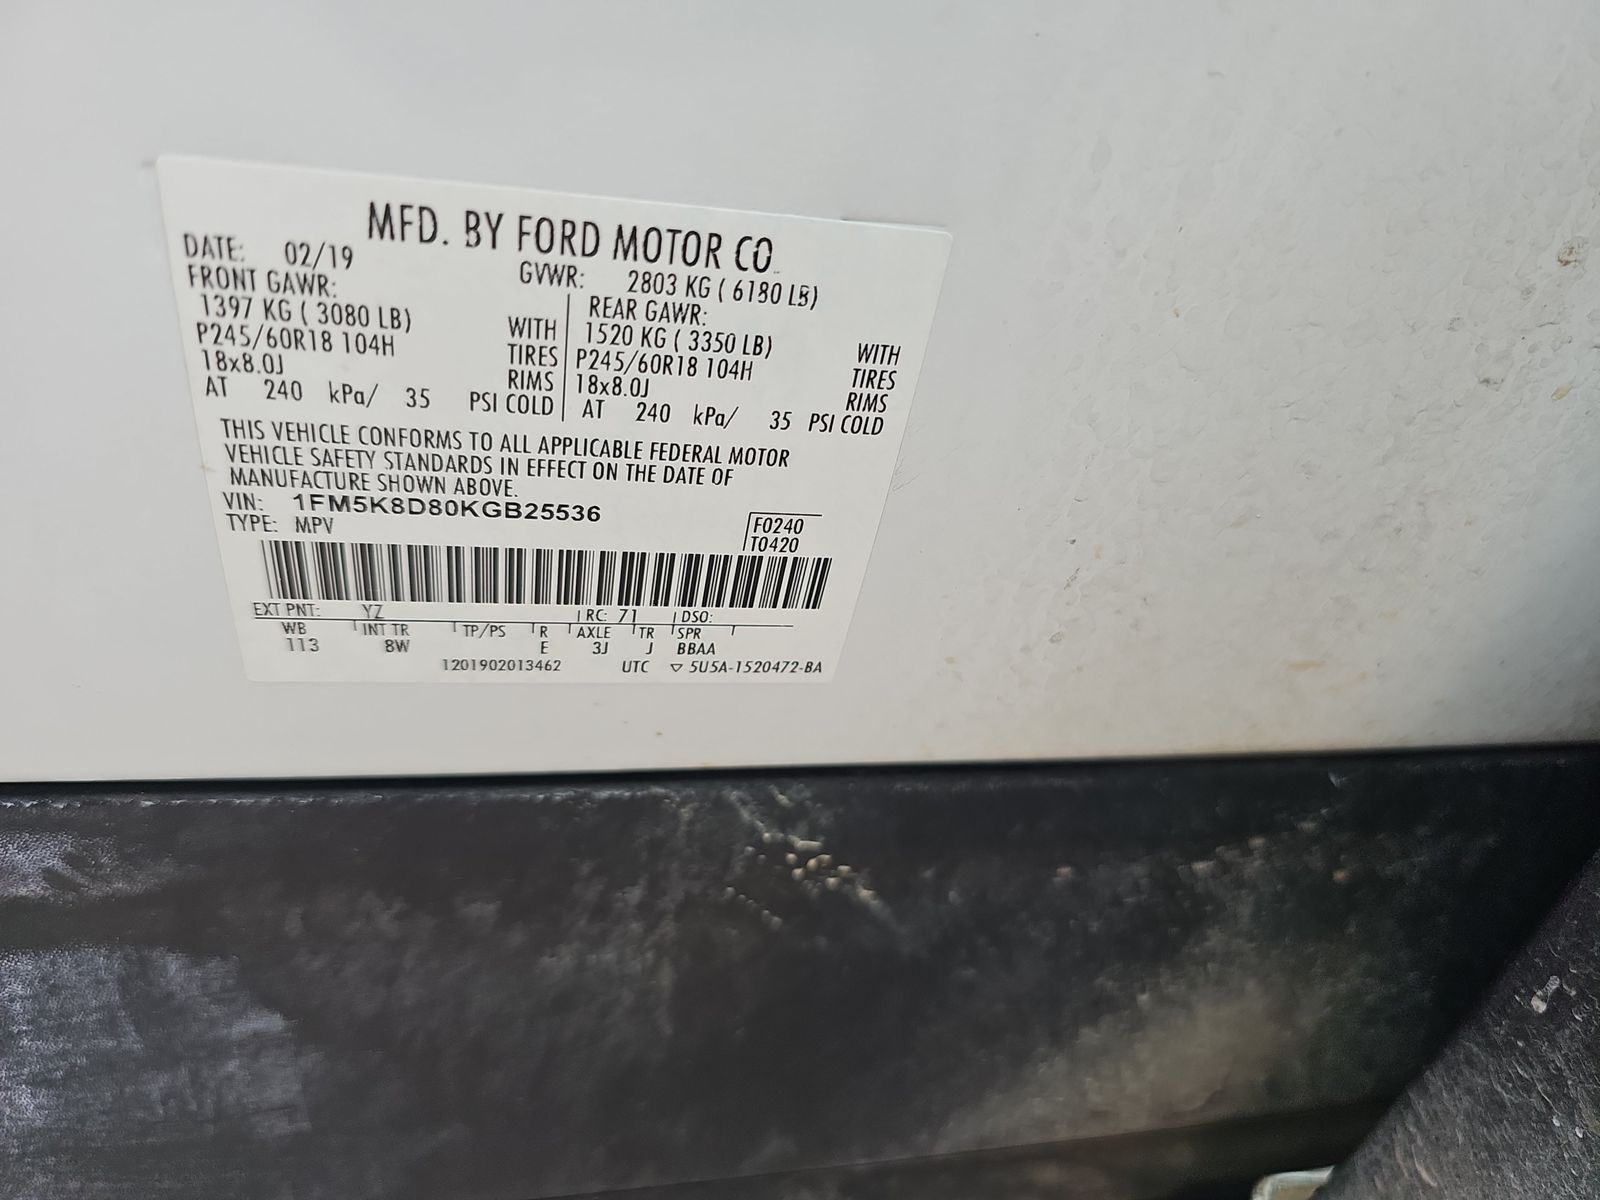 MFD. BY FORD MOTOR CO.
DATE: 02/19 GVWR: 2803 KG ( 6180 LB)
FRONT GAWR: REAR GAWR:
1397 KG ( 3080 LB) WITH 1520 KG ( 3350 LB) WITH
P245/60R18 104H TIRES P245/60R18 104H TIRES
18x8.0J RIMS 18x8.0J RIMS
AT 240 kPa/ 35 PSI COLD AT 240 kPa/ 35 PSI COLD
THIS VEHICLE CONFORMS TO ALL APPLICABLE FEDERAL MOTOR
VEHICLE SAFETY STANDARDS IN EFFECT ON THE DATE OF
MANUFACTURE SHOWN ABOVE.
VIN: 1FM5K8D80KGB25536
TYPE: MPV
F0240
T0420
EXT PNT: YZ RC: 71 DSO:
WB INT TR TP/PS R AXLE TR SPR
113 8W E 3J J BBAA
1201902013462 UTC ▽ 5U5A-1520472-BA